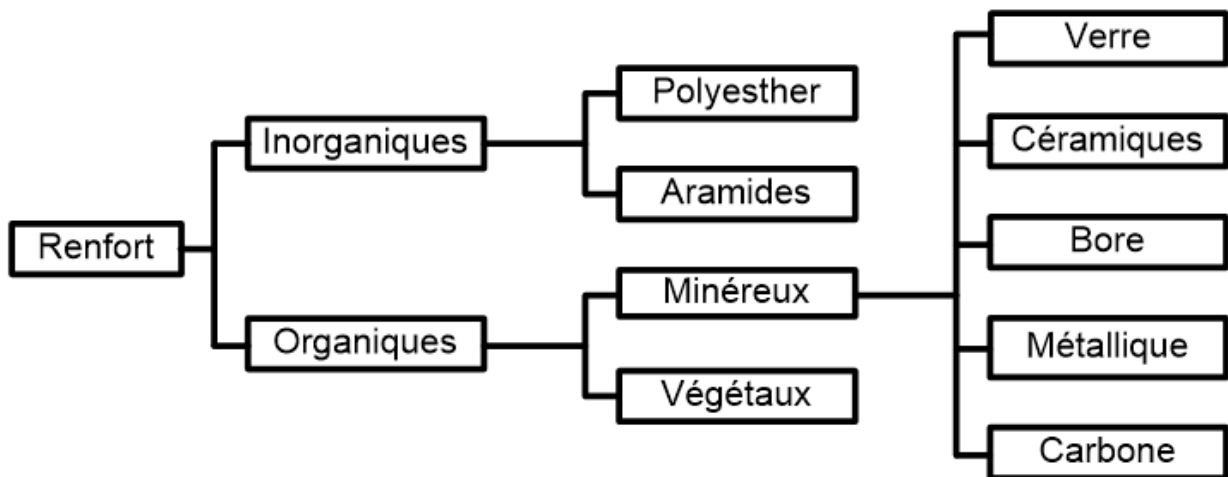 Renfort
Inorganiques
Organiques
Polyesther
Aramides
Minéreux
Végétaux
Verre
Céramiques
Bore
Métallique
Carbone